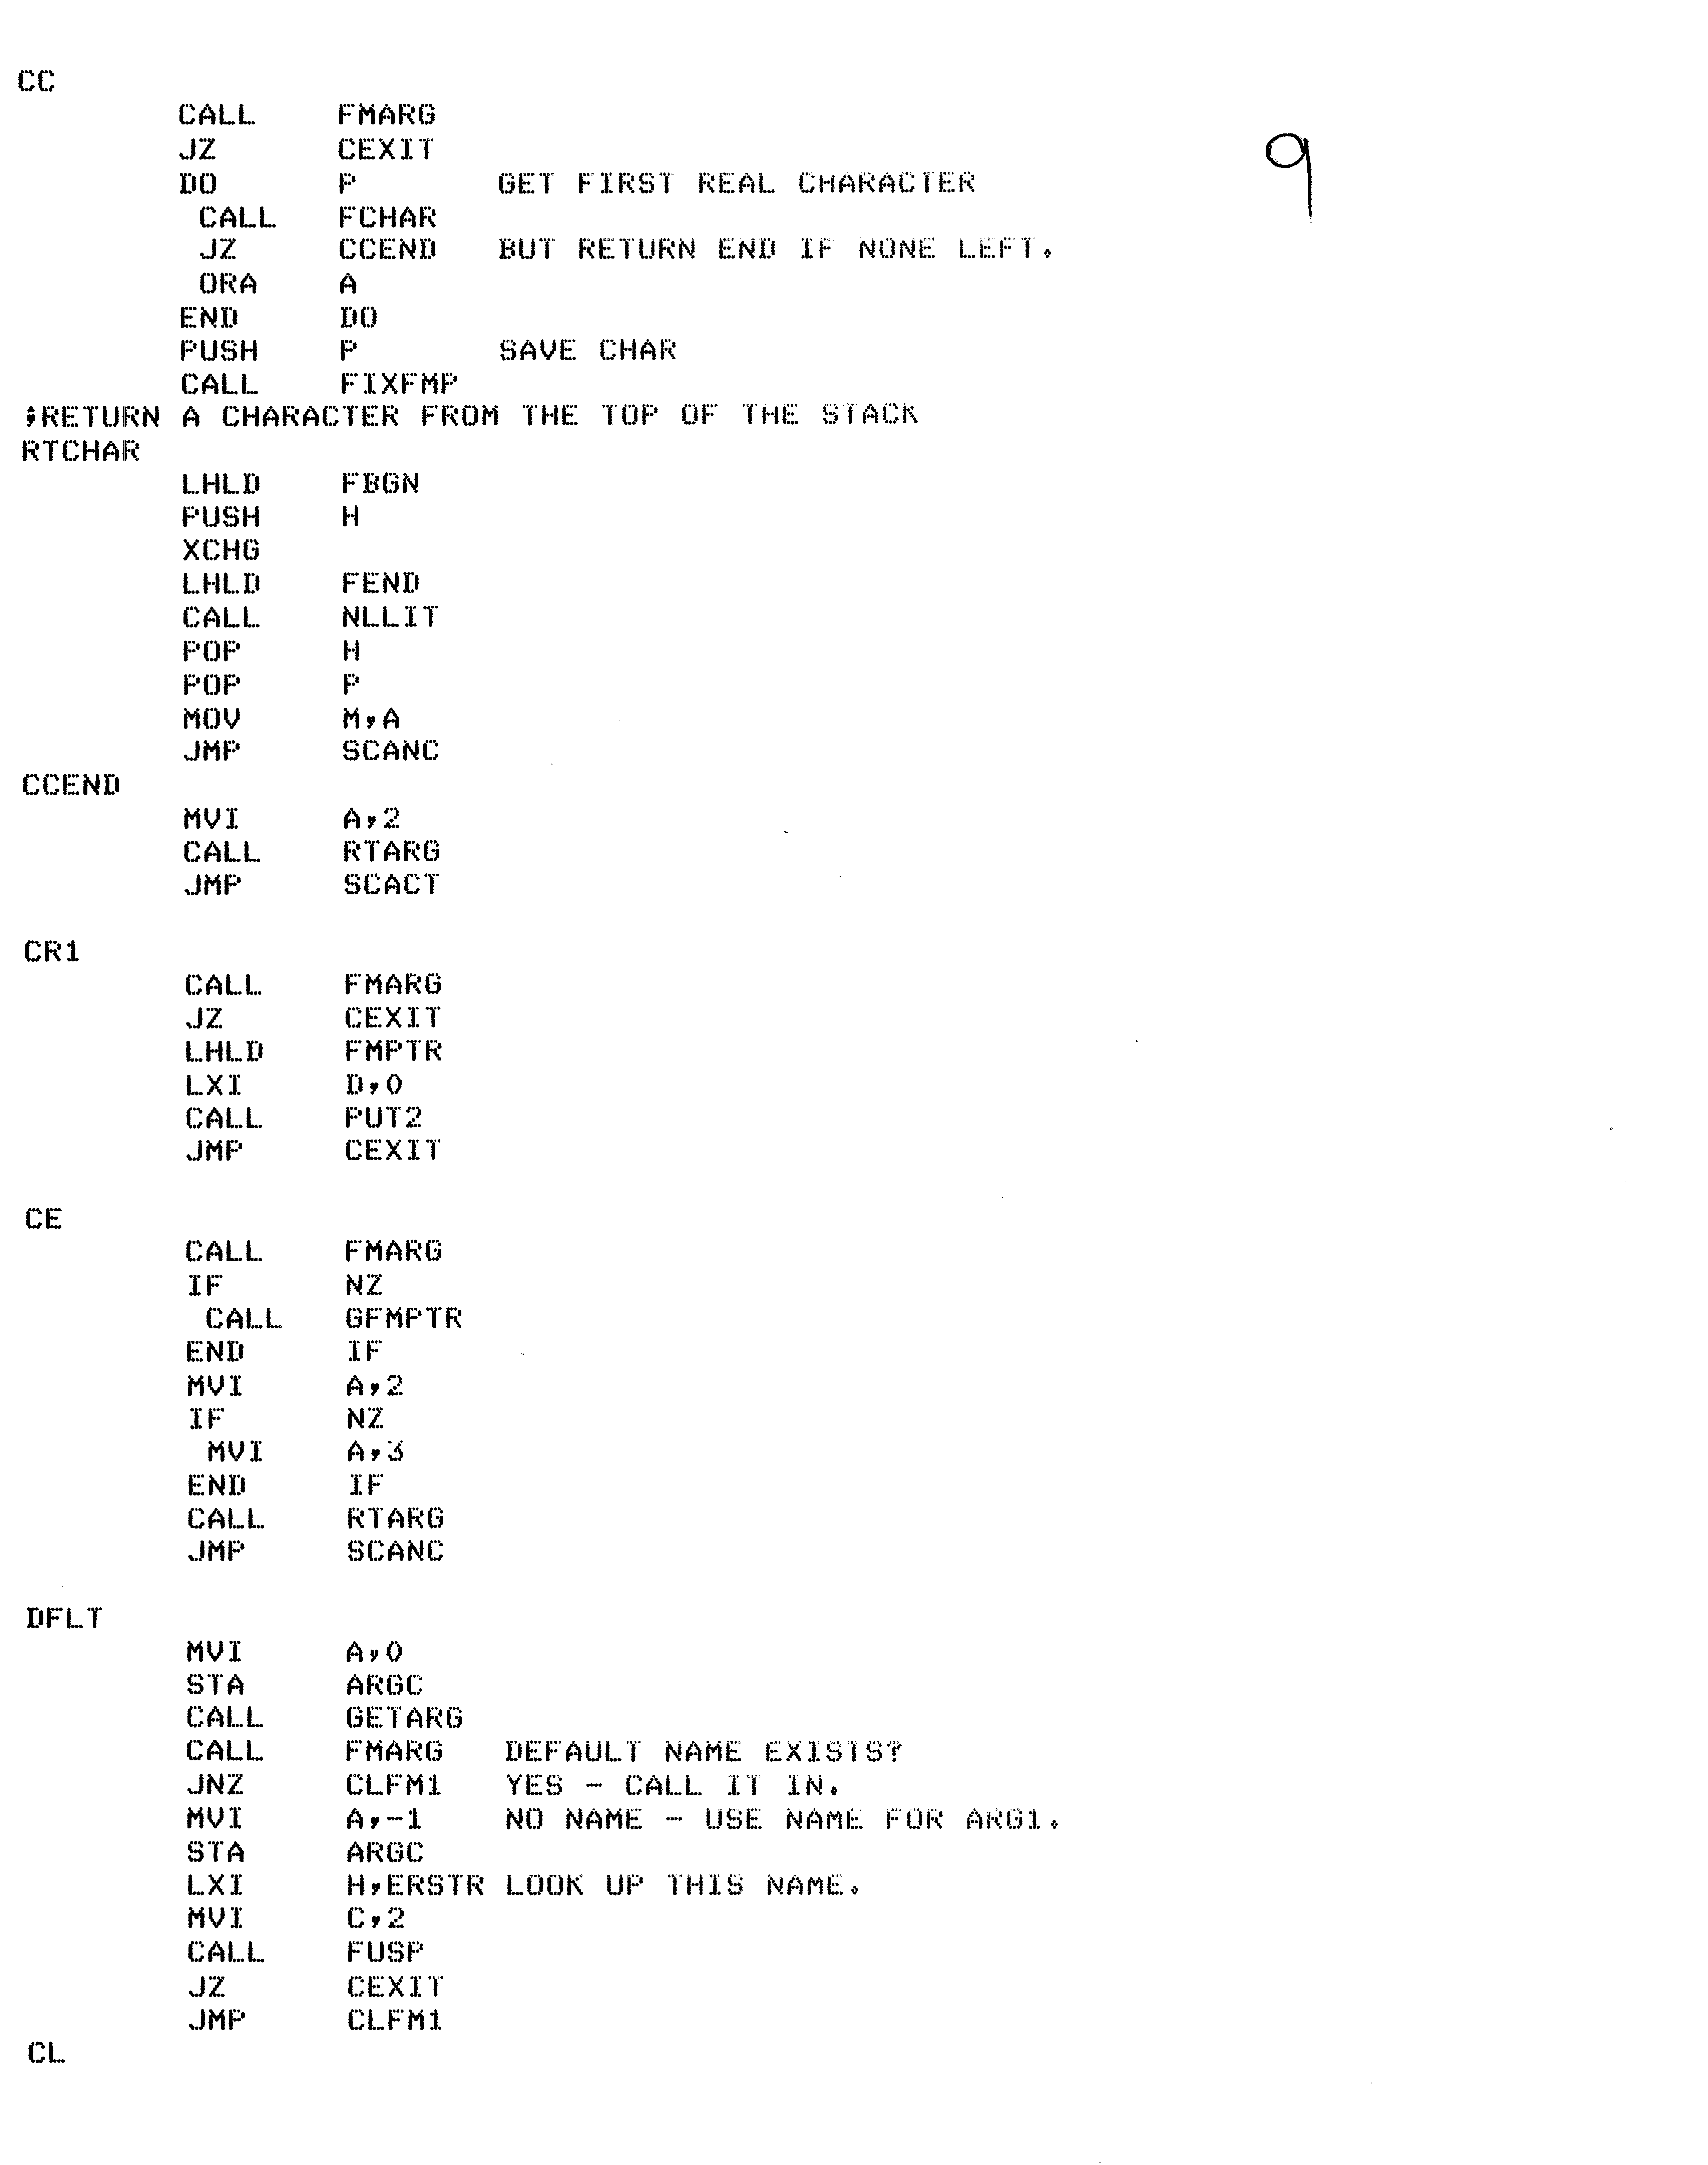 CC
CALL FMARG
JZ CEXIT
9
DO P GET FIRST REAL CHARACTER
CALL FCHAR
JZ CCEND BUT RETURN END IF NONE LEFT.
ORA A
END DO
PUSH P SAVE CHAR
CALL FIXFMP
;RETURN A CHARACTER FROM THE TOP OF THE STACK
RTCHAR
LHLD FBGN
PUSH H
XCHG
LHLD FEND
CALL NLLIT
POP H
POP P
MOV M,A
JMP SCANC
CCEND
MVI A,2
CALL RTARG
JMP SCACT
CR1
CALL FMARG
JZ CEXIT
LHLD FMPTR
LXI D,0
CALL PUT2
JMP CEXIT
CE
CALL FMARG
IF NZ
CALL GFMPTR
END IF
MVI A,2
IF NZ
MVI A,3
END IF
CALL RTARG
JMP SCANC
DFLT
MVI A,0
STA ARGC
CALL GETARG
CALL FMARG DEFAULT NAME EXISTS?
JNZ CLFM1 YES - CALL IT IN.
MVI A,-1 NO NAME - USE NAME FOR ARG1.
STA ARGC
LXI H,ERSTR LOOK UP THIS NAME.
MVI C,2
CALL FUSP
JZ CEXIT
JMP CLFM1
CL